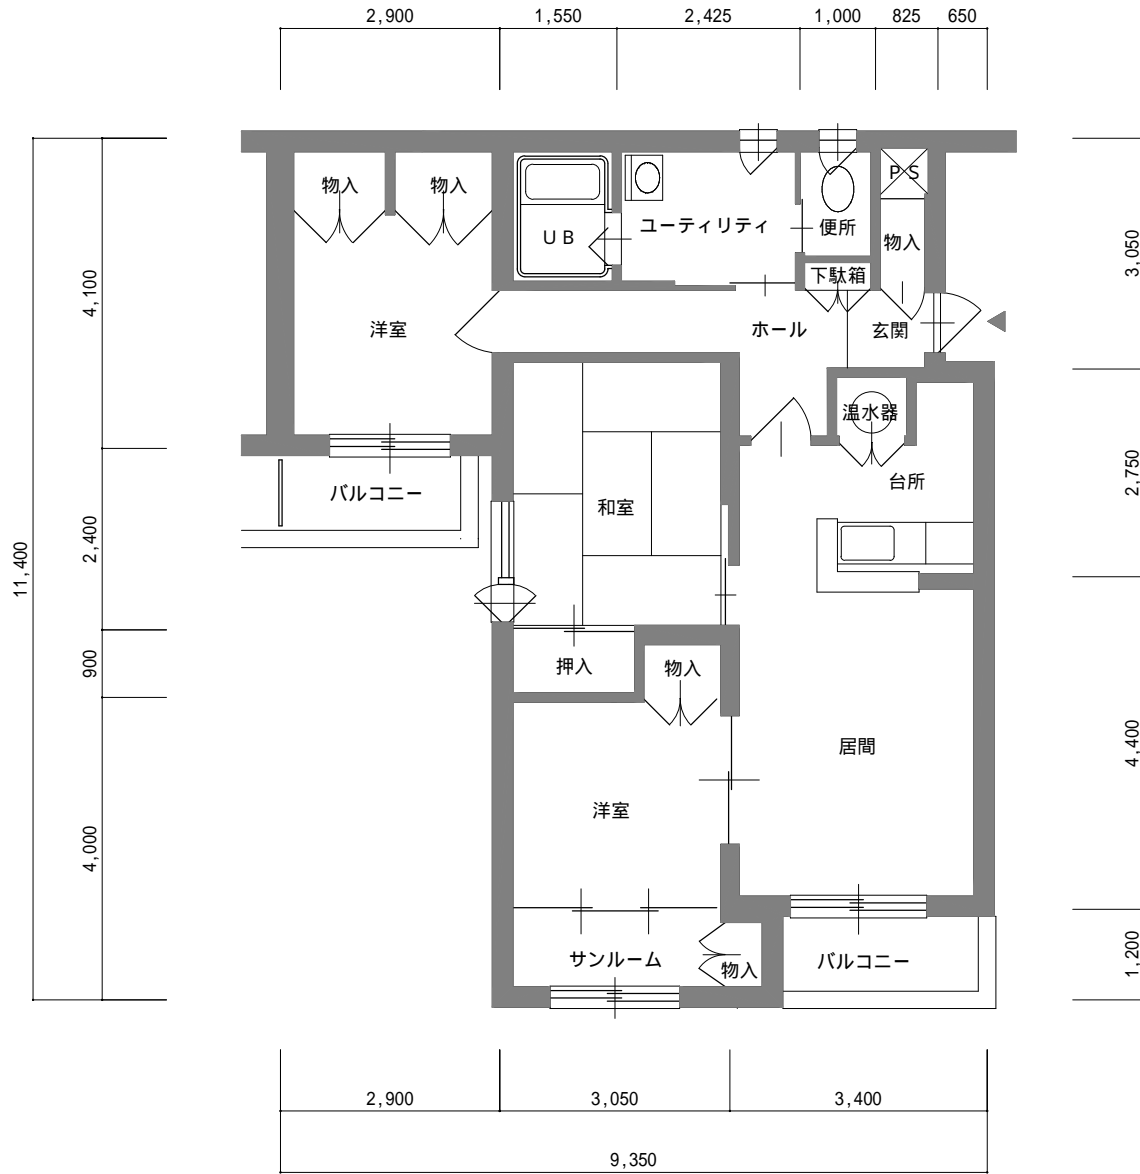 2,900
1,550
2,425
1,000
825
650
物入
物入
UB
ユーティリティ
便所
PS
物入
下駄箱
洋室
ホール
玄関
温水器
台所
バルコニー
和室
押入
物入
居間
洋室
サンルーム
物入
バルコニー
11,400
4,100
2,400
900
4,000
3,050
2,750
4,400
1,200
2,900
3,050
3,400
9,350